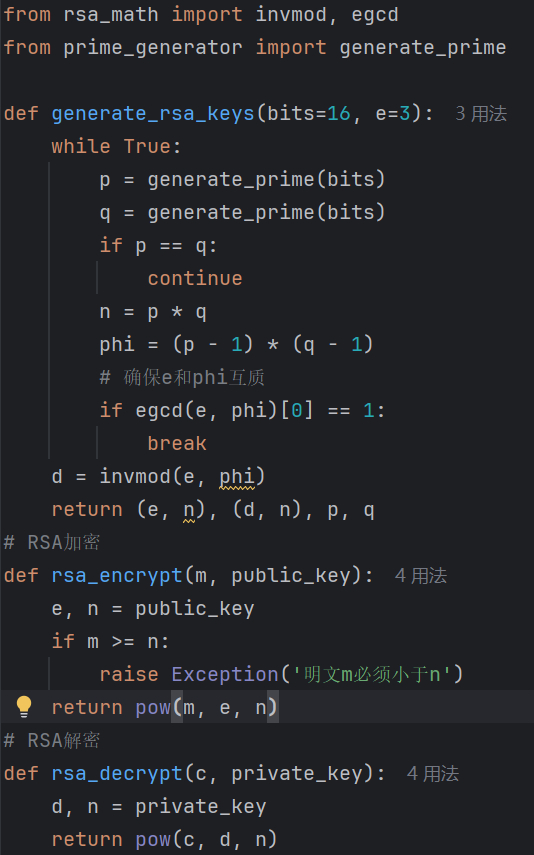 from rsa_math import invmod, egcd
from prime_generator import generate_prime
def generate_rsa_keys(bits=16, e=3): 3 用法
    while True:
        p = generate_prime(bits)
        q = generate_prime(bits)
        if p == q:
            continue
        n = p * q
        phi = (p - 1) * (q - 1)
        # 确保e和phi互质
        if egcd(e, phi)[0] == 1:
            break
    d = invmod(e, phi)
    return (e, n), (d, n), p, q
# RSA加密
def rsa_encrypt(m, public_key): 4 用法
    e, n = public_key
    if m >= n:
        raise Exception('明文m必须小于n')
    return pow(m, e, n)
# RSA解密
def rsa_decrypt(c, private_key): 4 用法
    d, n = private_key
    return pow(c, d, n)